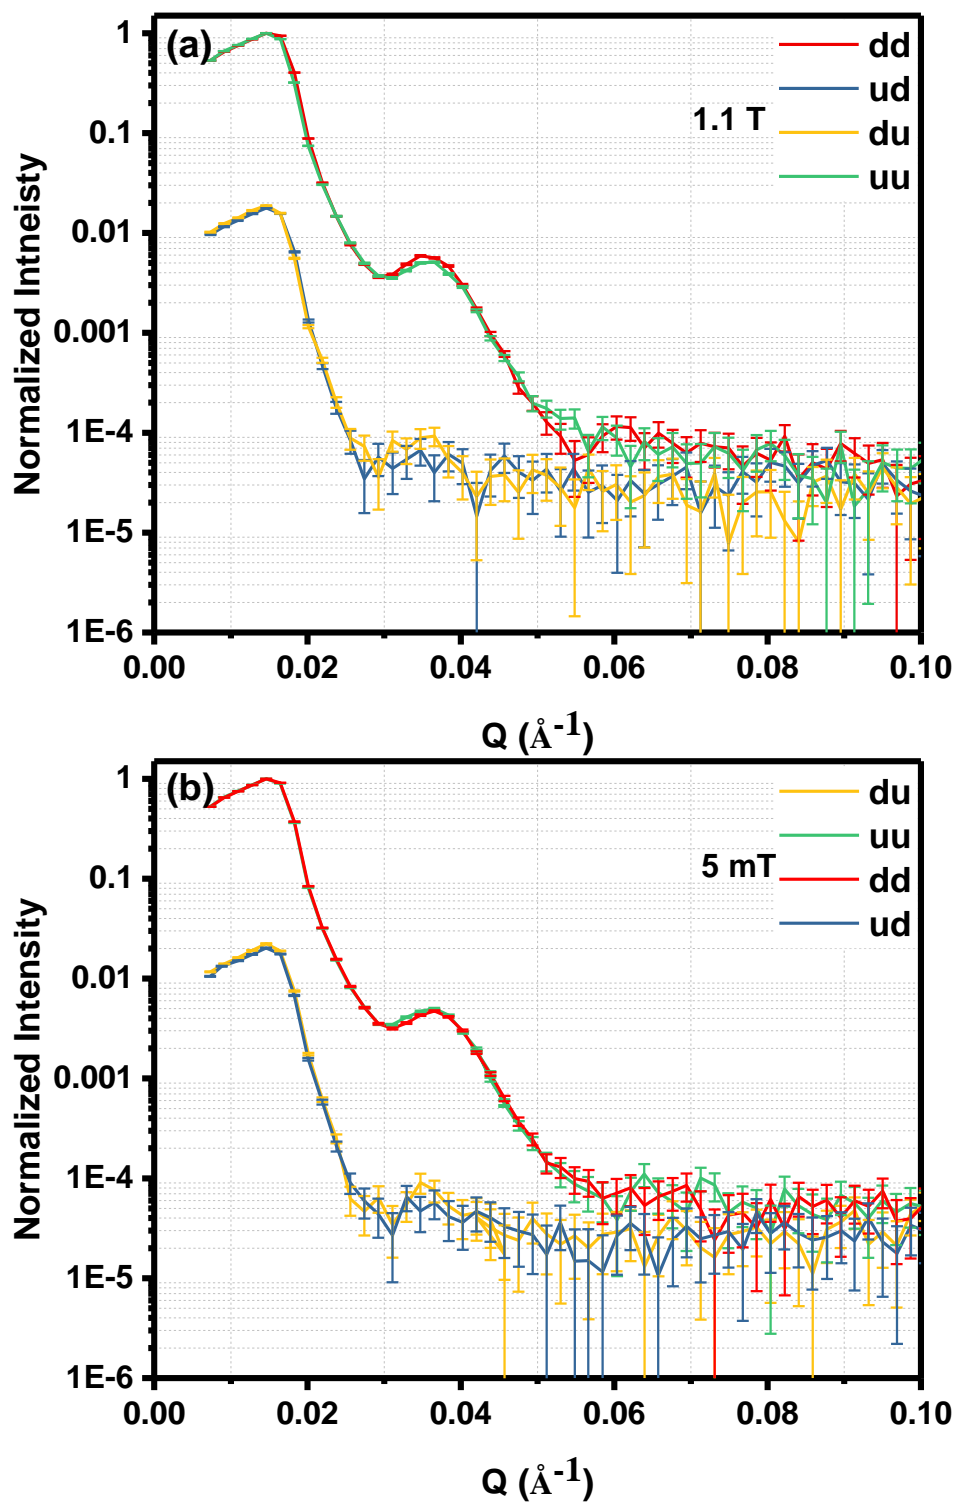 (a)
dd
ud
1.1 T
du
uu
1
0.1
0.01
0.001
1E-4
1E-5
1E-6
Normalized Intneisty
0.00 0.02 0.04 0.06 0.08 0.10
Q (Å-1)
(b)
du
uu
5 mT
dd
ud
1
0.1
0.01
0.001
1E-4
1E-5
1E-6
Normalized Intensity
0.00 0.02 0.04 0.06 0.08 0.10
Q (Å-1)